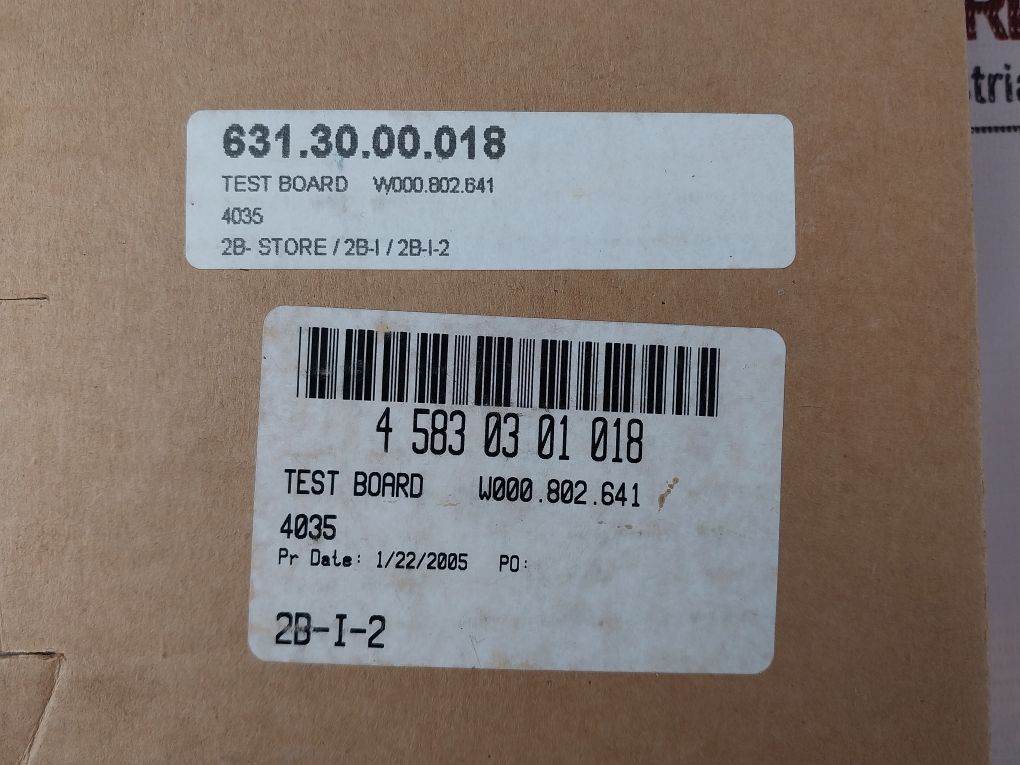 631.30.00.018
TEST BOARD W000.802.641
4035
2B- STORE / 2B-I / 2B-I-2
4 583 03 01 018
TEST BOARD W000.802.641
4035
Pr Date: 1/22/2005 PO:
2B-I-2